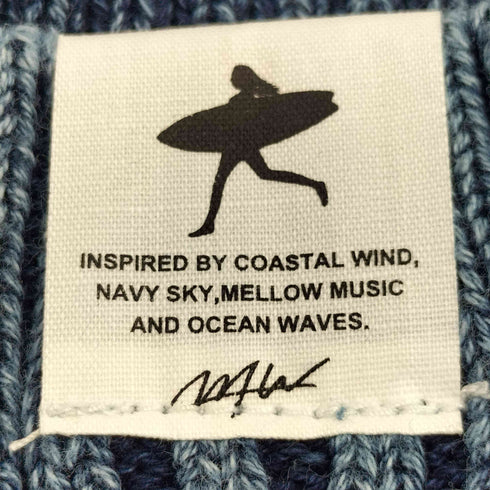 INSPIRED BY COASTAL WIND,
NAVY SKY,MELLOW MUSIC
AND OCEAN WAVES.